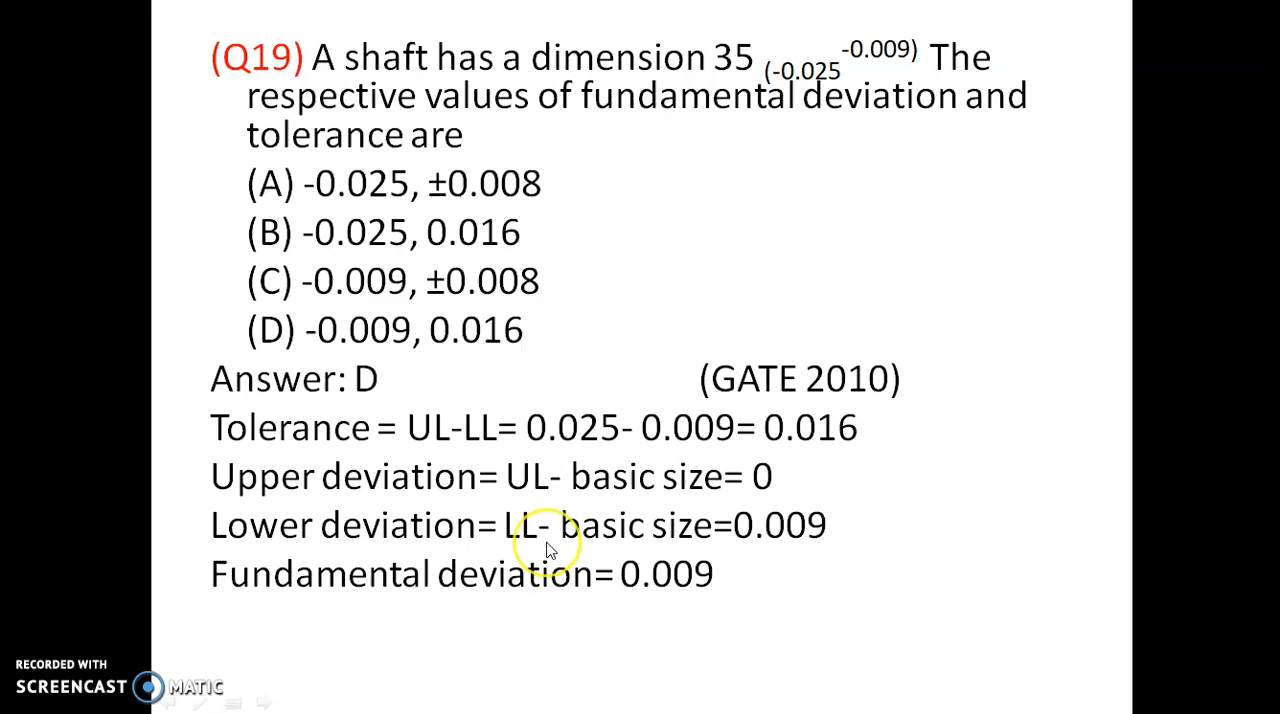 (Q19) A shaft has a dimension 35 (-0.025 -0.009) The
respective values of fundamental deviation and
tolerance are
(A) -0.025, ±0.008
(B) -0.025, 0.016
(C) -0.009, ±0.008
(D) -0.009, 0.016
Answer: D (GATE 2010)
Tolerance = UL-LL= 0.025- 0.009= 0.016
Upper deviation= UL- basic size= 0
Lower deviation= LL- basic size=0.009
Fundamental deviation= 0.009
RECORDED WITH
SCREENCAST MATIC